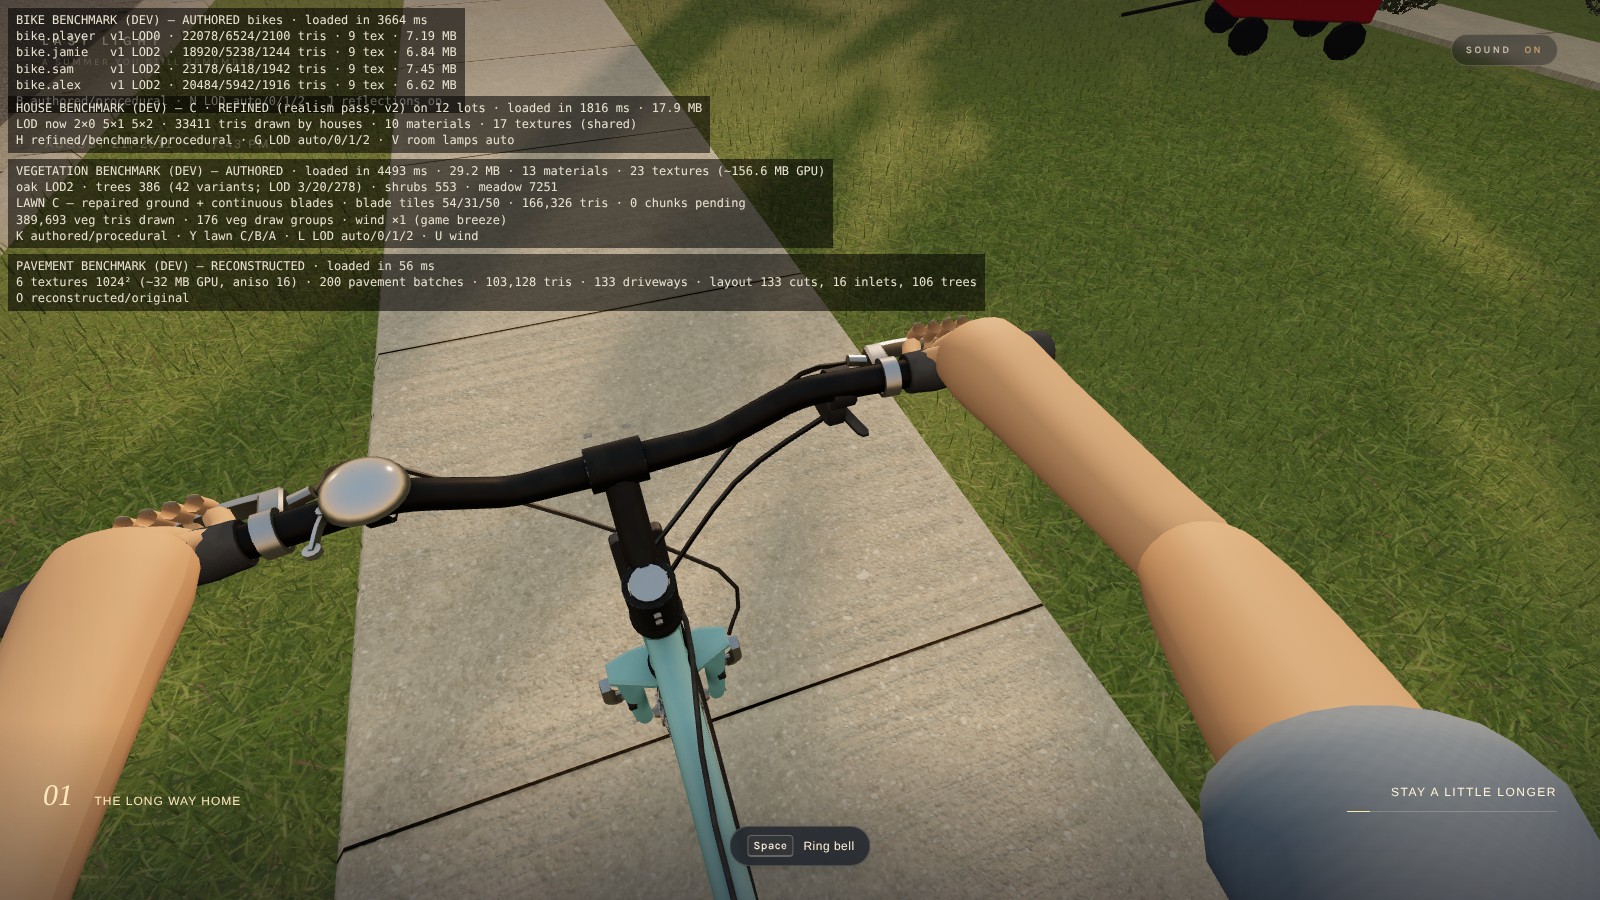 BIKE BENCHMARK (DEV) — AUTHORED bikes · loaded in 3664 ms
bike.player v1 LOD0 · 22078/6524/2100 tris · 9 tex · 7.19 MB
bike.jamie v1 LOD2 · 18920/5238/1244 tris · 9 tex · 6.84 MB
bike.sam v1 LOD2 · 23178/6418/1942 tris · 9 tex · 7.45 MB
bike.alex v1 LOD2 · 20484/5942/1916 tris · 9 tex · 6.62 MB
B authored/procedural · N LOD auto/0/1/2 · J reflections on
HOUSE BENCHMARK (DEV) — C · REFINED (realism pass, v2) on 12 lots · loaded in 1816 ms · 17.9 MB
LOD now 2×0 5×1 5×2 · 33411 tris drawn by houses · 10 materials · 17 textures (shared)
H refined/benchmark/procedural · G LOD auto/0/1/2 · V room lamps auto
VEGETATION BENCHMARK (DEV) — AUTHORED · loaded in 4493 ms · 29.2 MB · 13 materials · 23 textures (~156.6 MB GPU)
oak LOD2 · trees 386 (42 variants; LOD 3/20/278) · shrubs 553 · meadow 7251
LAWN C — repaired ground + continuous blades · blade tiles 54/31/50 · 166,326 tris · 0 chunks pending
389,693 veg tris drawn · 176 veg draw groups · wind ×1 (game breeze)
K authored/procedural · Y lawn C/B/A · L LOD auto/0/1/2 · U wind
PAVEMENT BENCHMARK (DEV) — RECONSTRUCTED · loaded in 56 ms
6 textures 1024² (~32 MB GPU, aniso 16) · 200 pavement batches · 103,128 tris · 133 driveways · layout 133 cuts, 16 inlets, 106 trees
O reconstructed/original
LAST LIGHT
SOUND ON
01 THE LONG WAY HOME
STAY A LITTLE LONGER
Space Ring bell